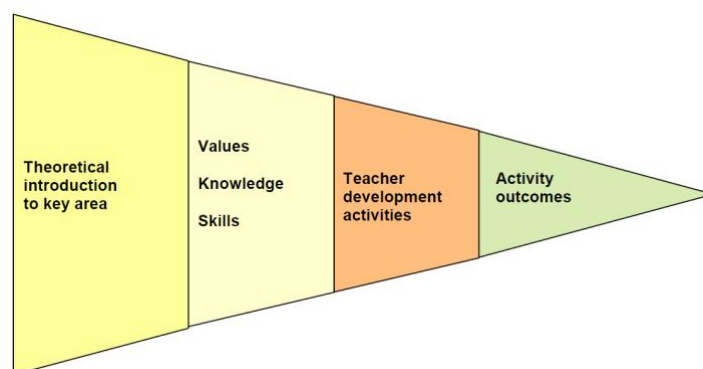 Theoretical
introduction
to key area
Values
Knowledge
Skills
Teacher
development
activities
Activity
outcomes